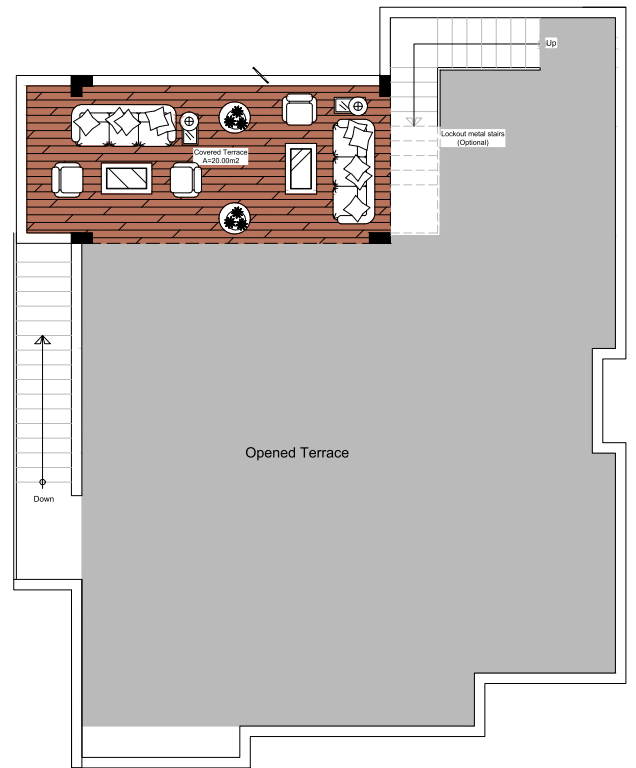 Up
Lockout metal stairs
(Optional)
Covered Terrace
A=20.00m2
Opened Terrace
Down